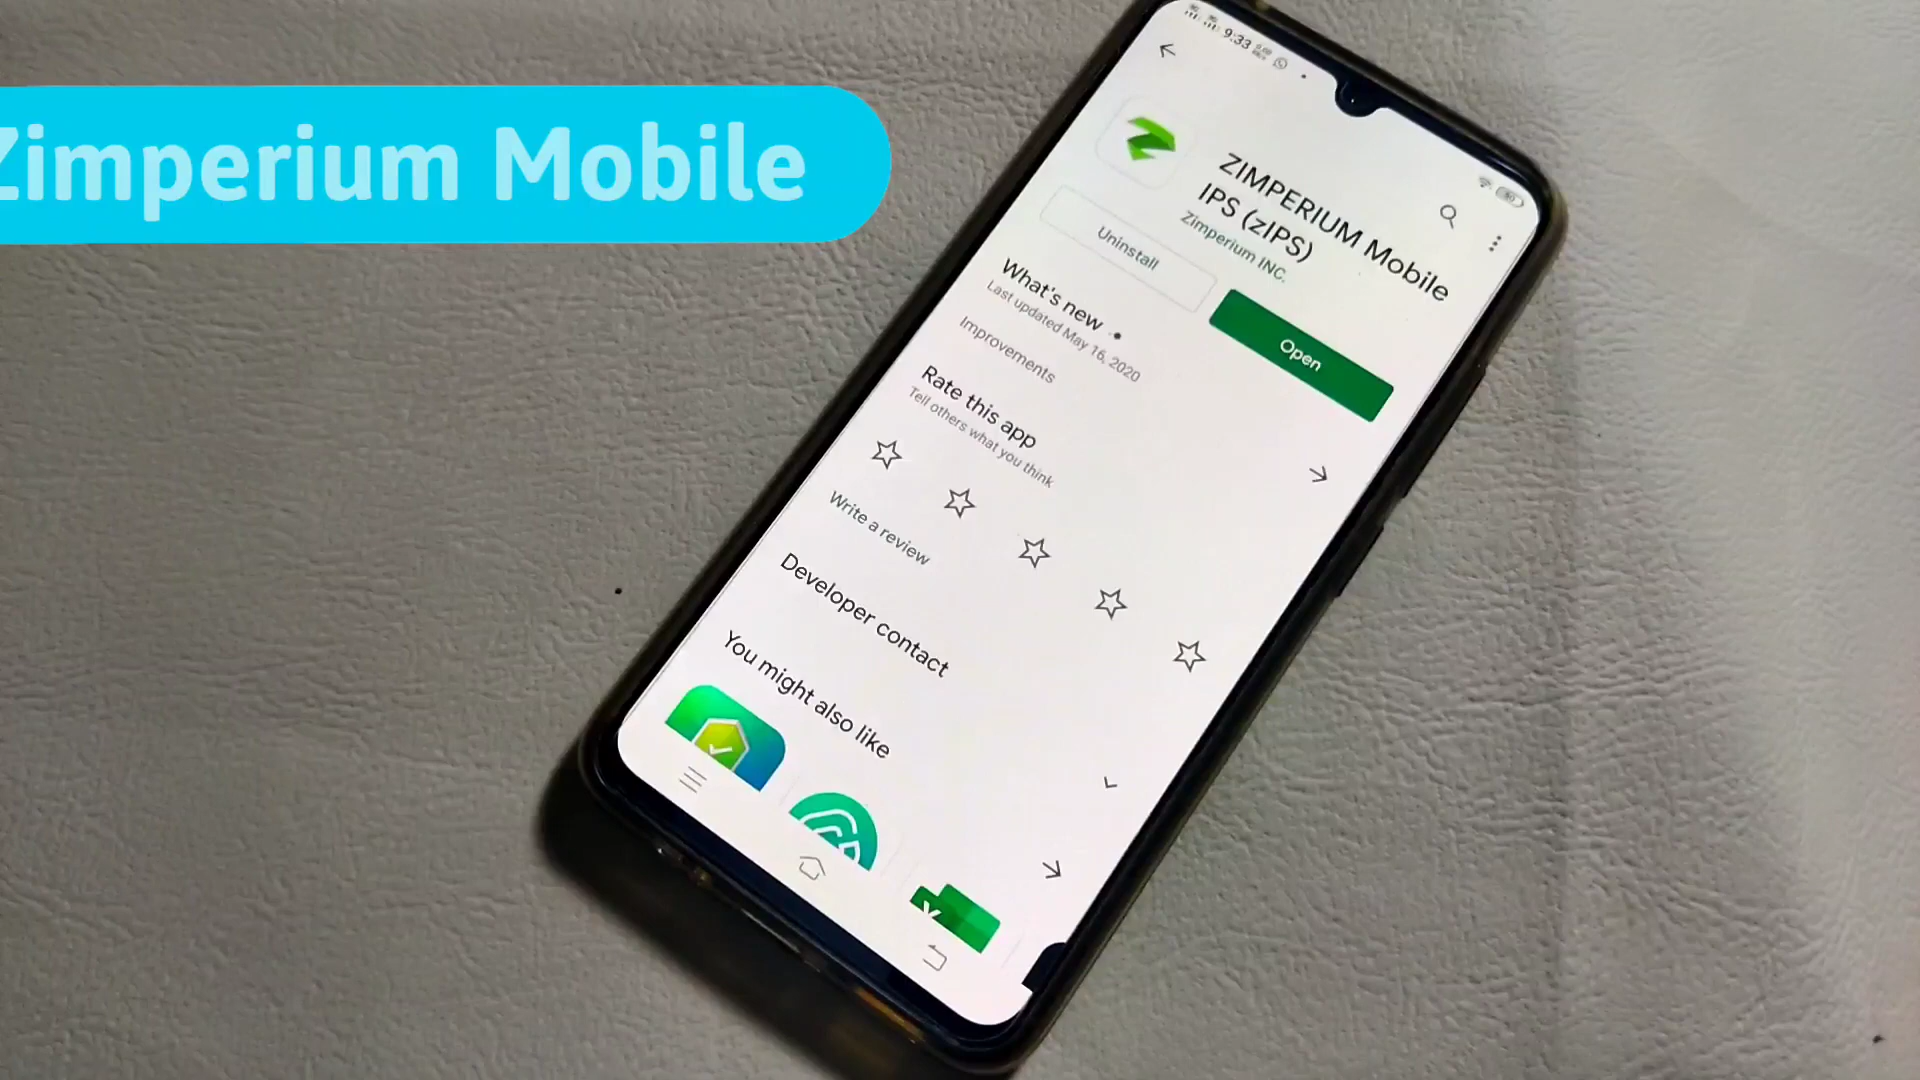 Zimperium Mobile
9:33
ZIMPERIUM Mobile
IPS (zIPS)
Zimperium INC.
Uninstall
Open
What's new
Last updated May 16, 2020
Improvements
Rate this app
Tell others what you think
Write a review
Developer contact
You might also like